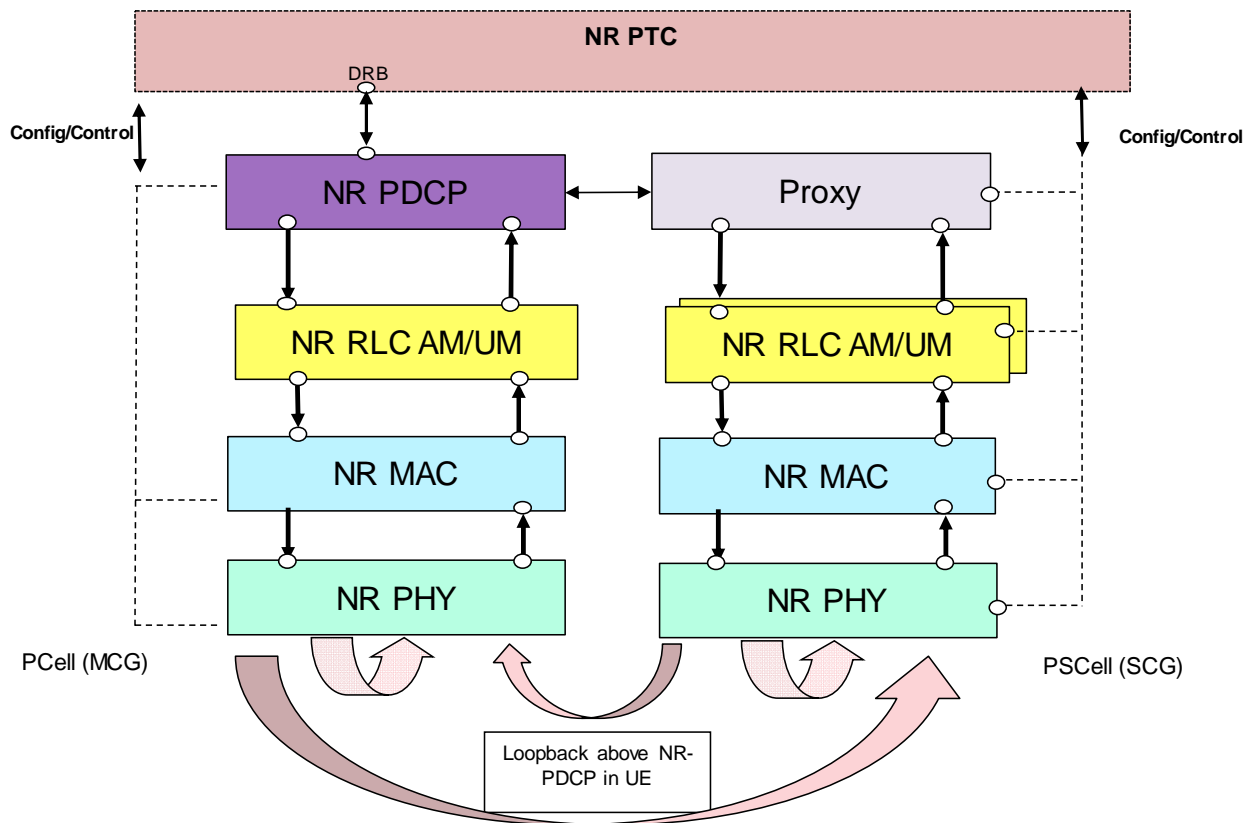 NR PTC
DRB
Config/Control
Config/Control
NR PDCP
Proxy
NR RLC AM/UM
NR RLC AM/UM
NR MAC
NR MAC
NR PHY
NR PHY
PCell (MCG)
PSCell (SCG)
Loopback above NR-
PDCP in UE